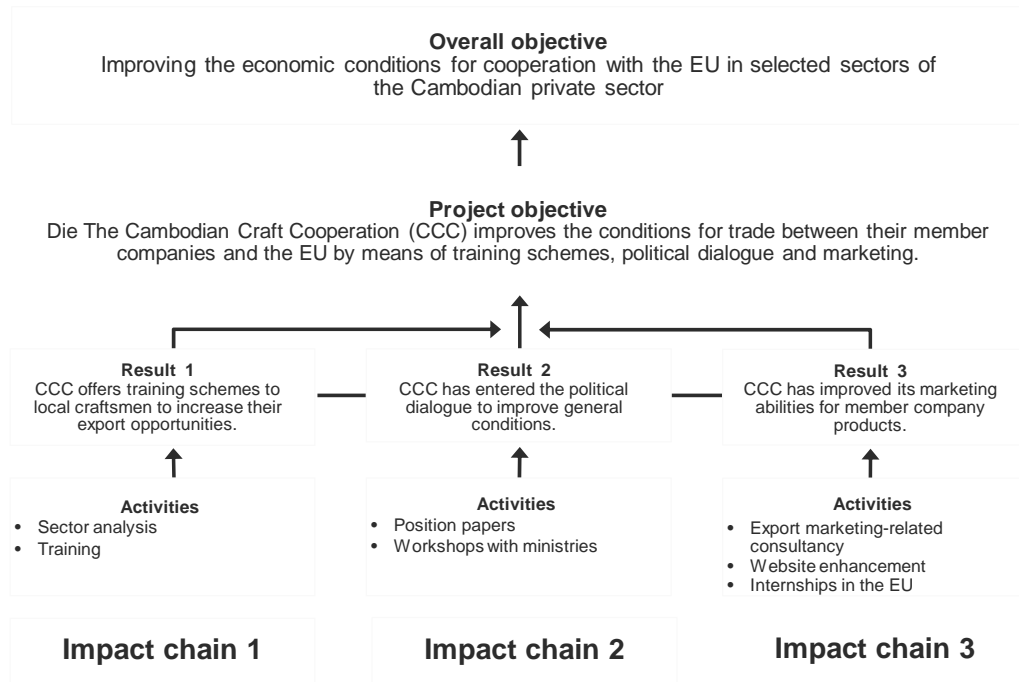 Overall objective
Improving the economic conditions for cooperation with the EU in selected sectors of
the Cambodian private sector
Project objective
Die The Cambodian Craft Cooperation (CCC) improves the conditions for trade between their member
companies and the EU by means of training schemes, political dialogue and marketing.
Result 1
CCC offers training schemes to
local craftsmen to increase their
export opportunities.
Result 2
CCC has entered the political
dialogue to improve general
conditions.
Result 3
CCC has improved its marketing
abilities for member company
products.
Activities
• Sector analysis
• Training
Activities
• Position papers
• Workshops with ministries
Activities
• Export marketing-related
consultancy
• Website enhancement
• Internships in the EU
Impact chain 1
Impact chain 2
Impact chain 3